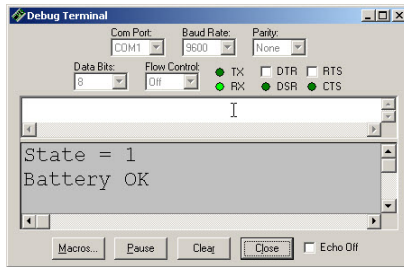 Debug Terminal
Com Port: Baud Rate: Parity:
COM1 9600 None
Data Bits: Flow Control: TX DTR RTS
8 Off RX DSR CTS
State = 1
Battery OK
Macros... Pause Clear Close Echo Off